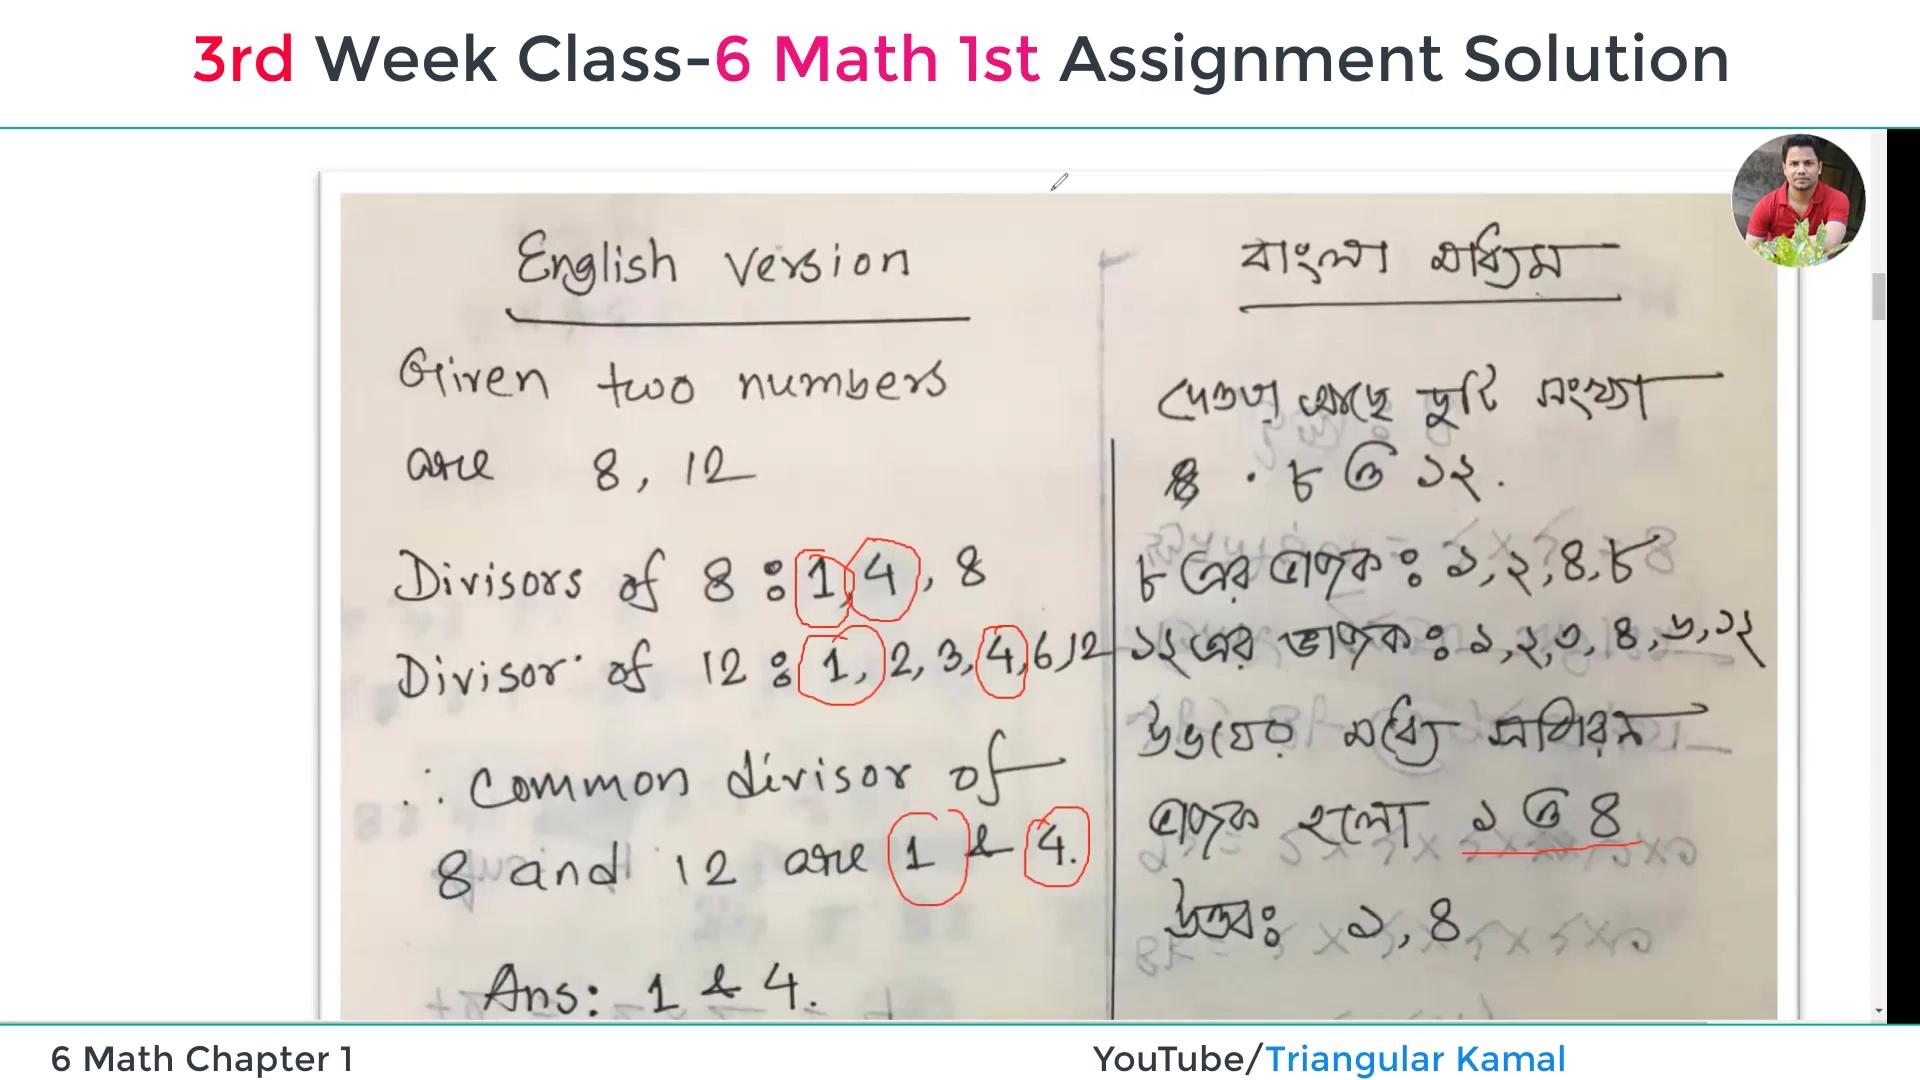 3rd Week Class-6 Math 1st Assignment Solution
English version
Given two numbers
are 8, 12
Divisors of 8 : 1, 4, 8
Divisor of 12 : 1, 2, 3, 4, 6, 12
∴ Common divisor of
8 and 12 are 1 & 4.
Ans: 1 & 4.
বাংলা মাধ্যম
দেওয়া আছে দুটি সংখ্যা
৮ ও ১২.
৮ এর ভাজক : ১, ২, ৪, ৮
১২ এর ভাজক : ১, ২, ৩, ৪, ৬, ১২
উভয়ের মধ্যে সাধারন
ভাজক হলো ১ ও ৪
উত্তর: ১, ৪
6 Math Chapter 1
YouTube/Triangular Kamal